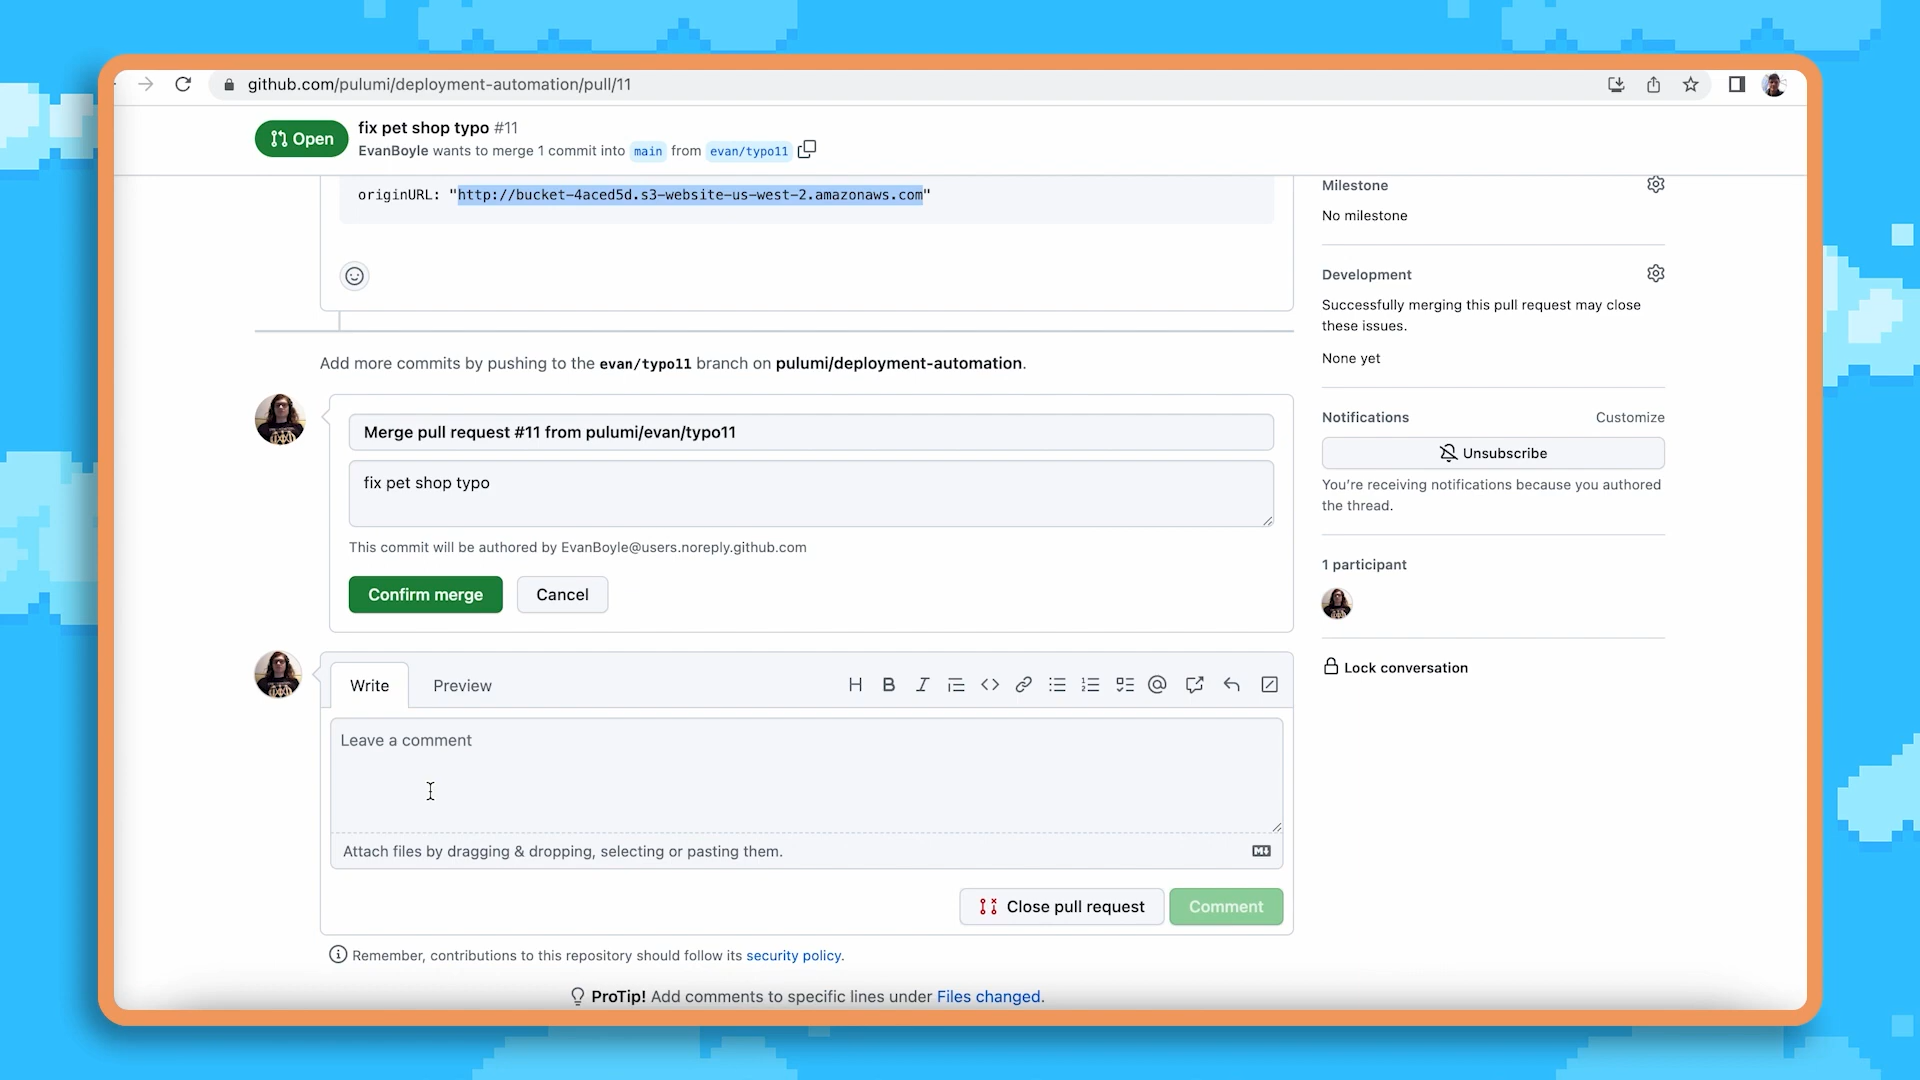 github.com/pulumi/deployment-automation/pull/11
Open
fix pet shop typo #11
EvanBoyle wants to merge 1 commit into main from evan/typo11
originURL: "http://bucket-4aced5d.s3-website-us-west-2.amazonaws.com"
Add more commits by pushing to the evan/typo11 branch on pulumi/deployment-automation.
Merge pull request #11 from pulumi/evan/typo11
fix pet shop typo
This commit will be authored by EvanBoyle@users.noreply.github.com
Confirm merge
Cancel
Write
Preview
H B I
Leave a comment
Attach files by dragging & dropping, selecting or pasting them.
Close pull request
Comment
Remember, contributions to this repository should follow its security policy.
ProTip! Add comments to specific lines under Files changed.
Milestone
No milestone
Development
Successfully merging this pull request may close
these issues.
None yet
Notifications
Customize
Unsubscribe
You're receiving notifications because you authored
the thread.
1 participant
Lock conversation